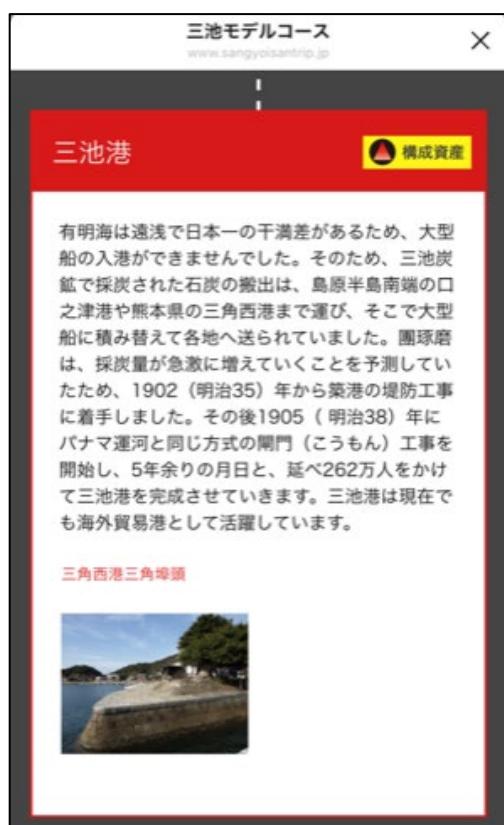 三池モデルコース
www.sangyoisantrip.jp
三池港
構成資産
有明海は遠浅で日本一の干満差があるため、大型
船の入港ができませんでした。そのため、三池炭
鉱で採炭された石炭の搬出は、島原半島南端の口
之津港や熊本県の三角西港まで運び、そこで大型
船に積み替えて各地へ送られていました。團琢磨
は、採炭量が急激に増えていくことを予測してい
たため、1902（明治35）年から築港の堤防工事
に着手しました。その後1905（ 明治38）年に
パナマ運河と同じ方式の閘門（こうもん）工事を
開始し、5年余りの月日と、延べ262万人をかけ
て三池港を完成させていきます。三池港は現在で
も海外貿易港として活躍しています。
三角西港三角埠頭